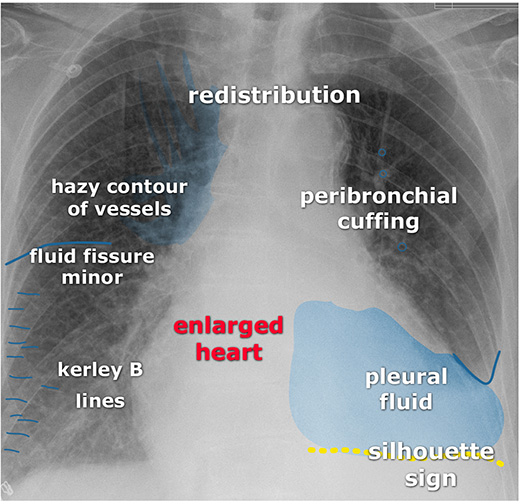 redistribution
hazy contour
of vessels
peribronchial
cuffing
fluid fissure
minor
enlarged
heart
kerley B
lines
pleural
fluid
silhouette
sign